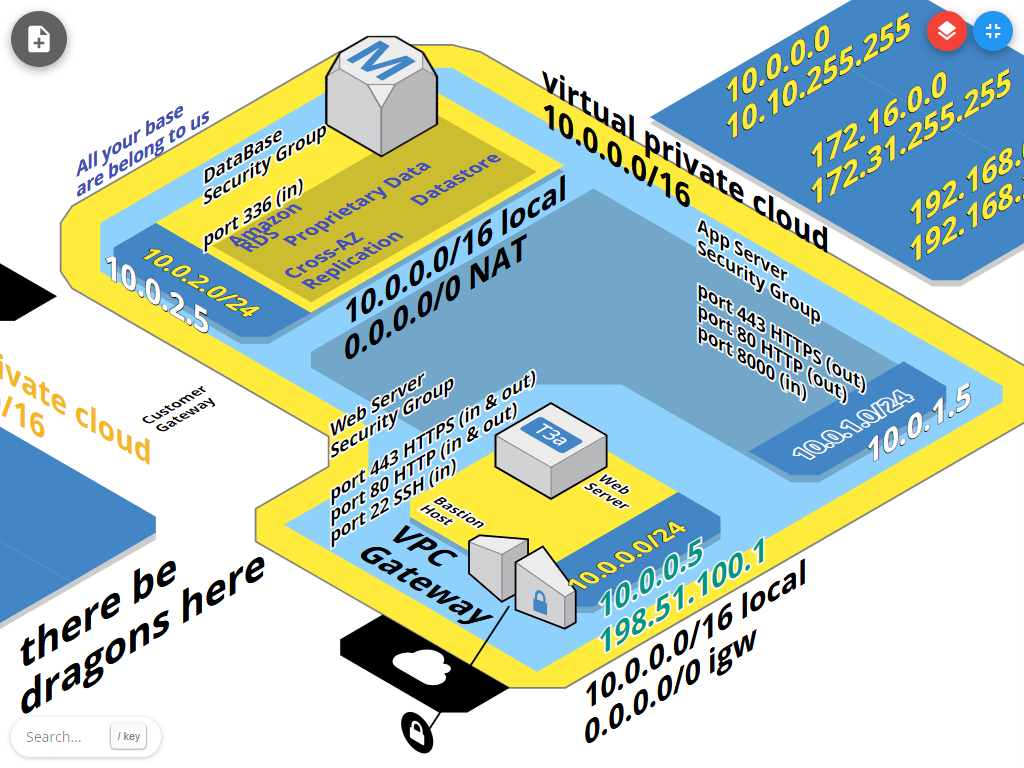 All your base
are belong to us
DataBase
Security Group
port 336 (in)
M
Amazon
RDS
Proprietary Data
Datastore
Cross-AZ
Replication
10.0.2.0/24
10.0.2.5
10.0.0.0/16 local
0.0.0.0/0 NAT
virtual private cloud
10.0.0.0/16
10.0.0.0
10.10.255.255
172.16.0.0
172.31.255.255
192.168.
192.168.
App Server
Security Group
port 443 HTTPS (out)
port 80 HTTP (out)
port 8000 (in)
10.0.1.0/24
10.0.1.5
Customer
Gateway
ivate cloud
/16
Web Server
Security Group
port 443 HTTPS (in & out)
port 80 HTTP (in & out)
port 22 SSH (in)
T3a
Web
Server
Bastion
Host
VPC
Gateway
10.0.0.0/24
10.0.0.5
198.51.100.1
10.0.0.0/16 local
0.0.0.0/0 igw
there be
dragons here
Search...
/ key